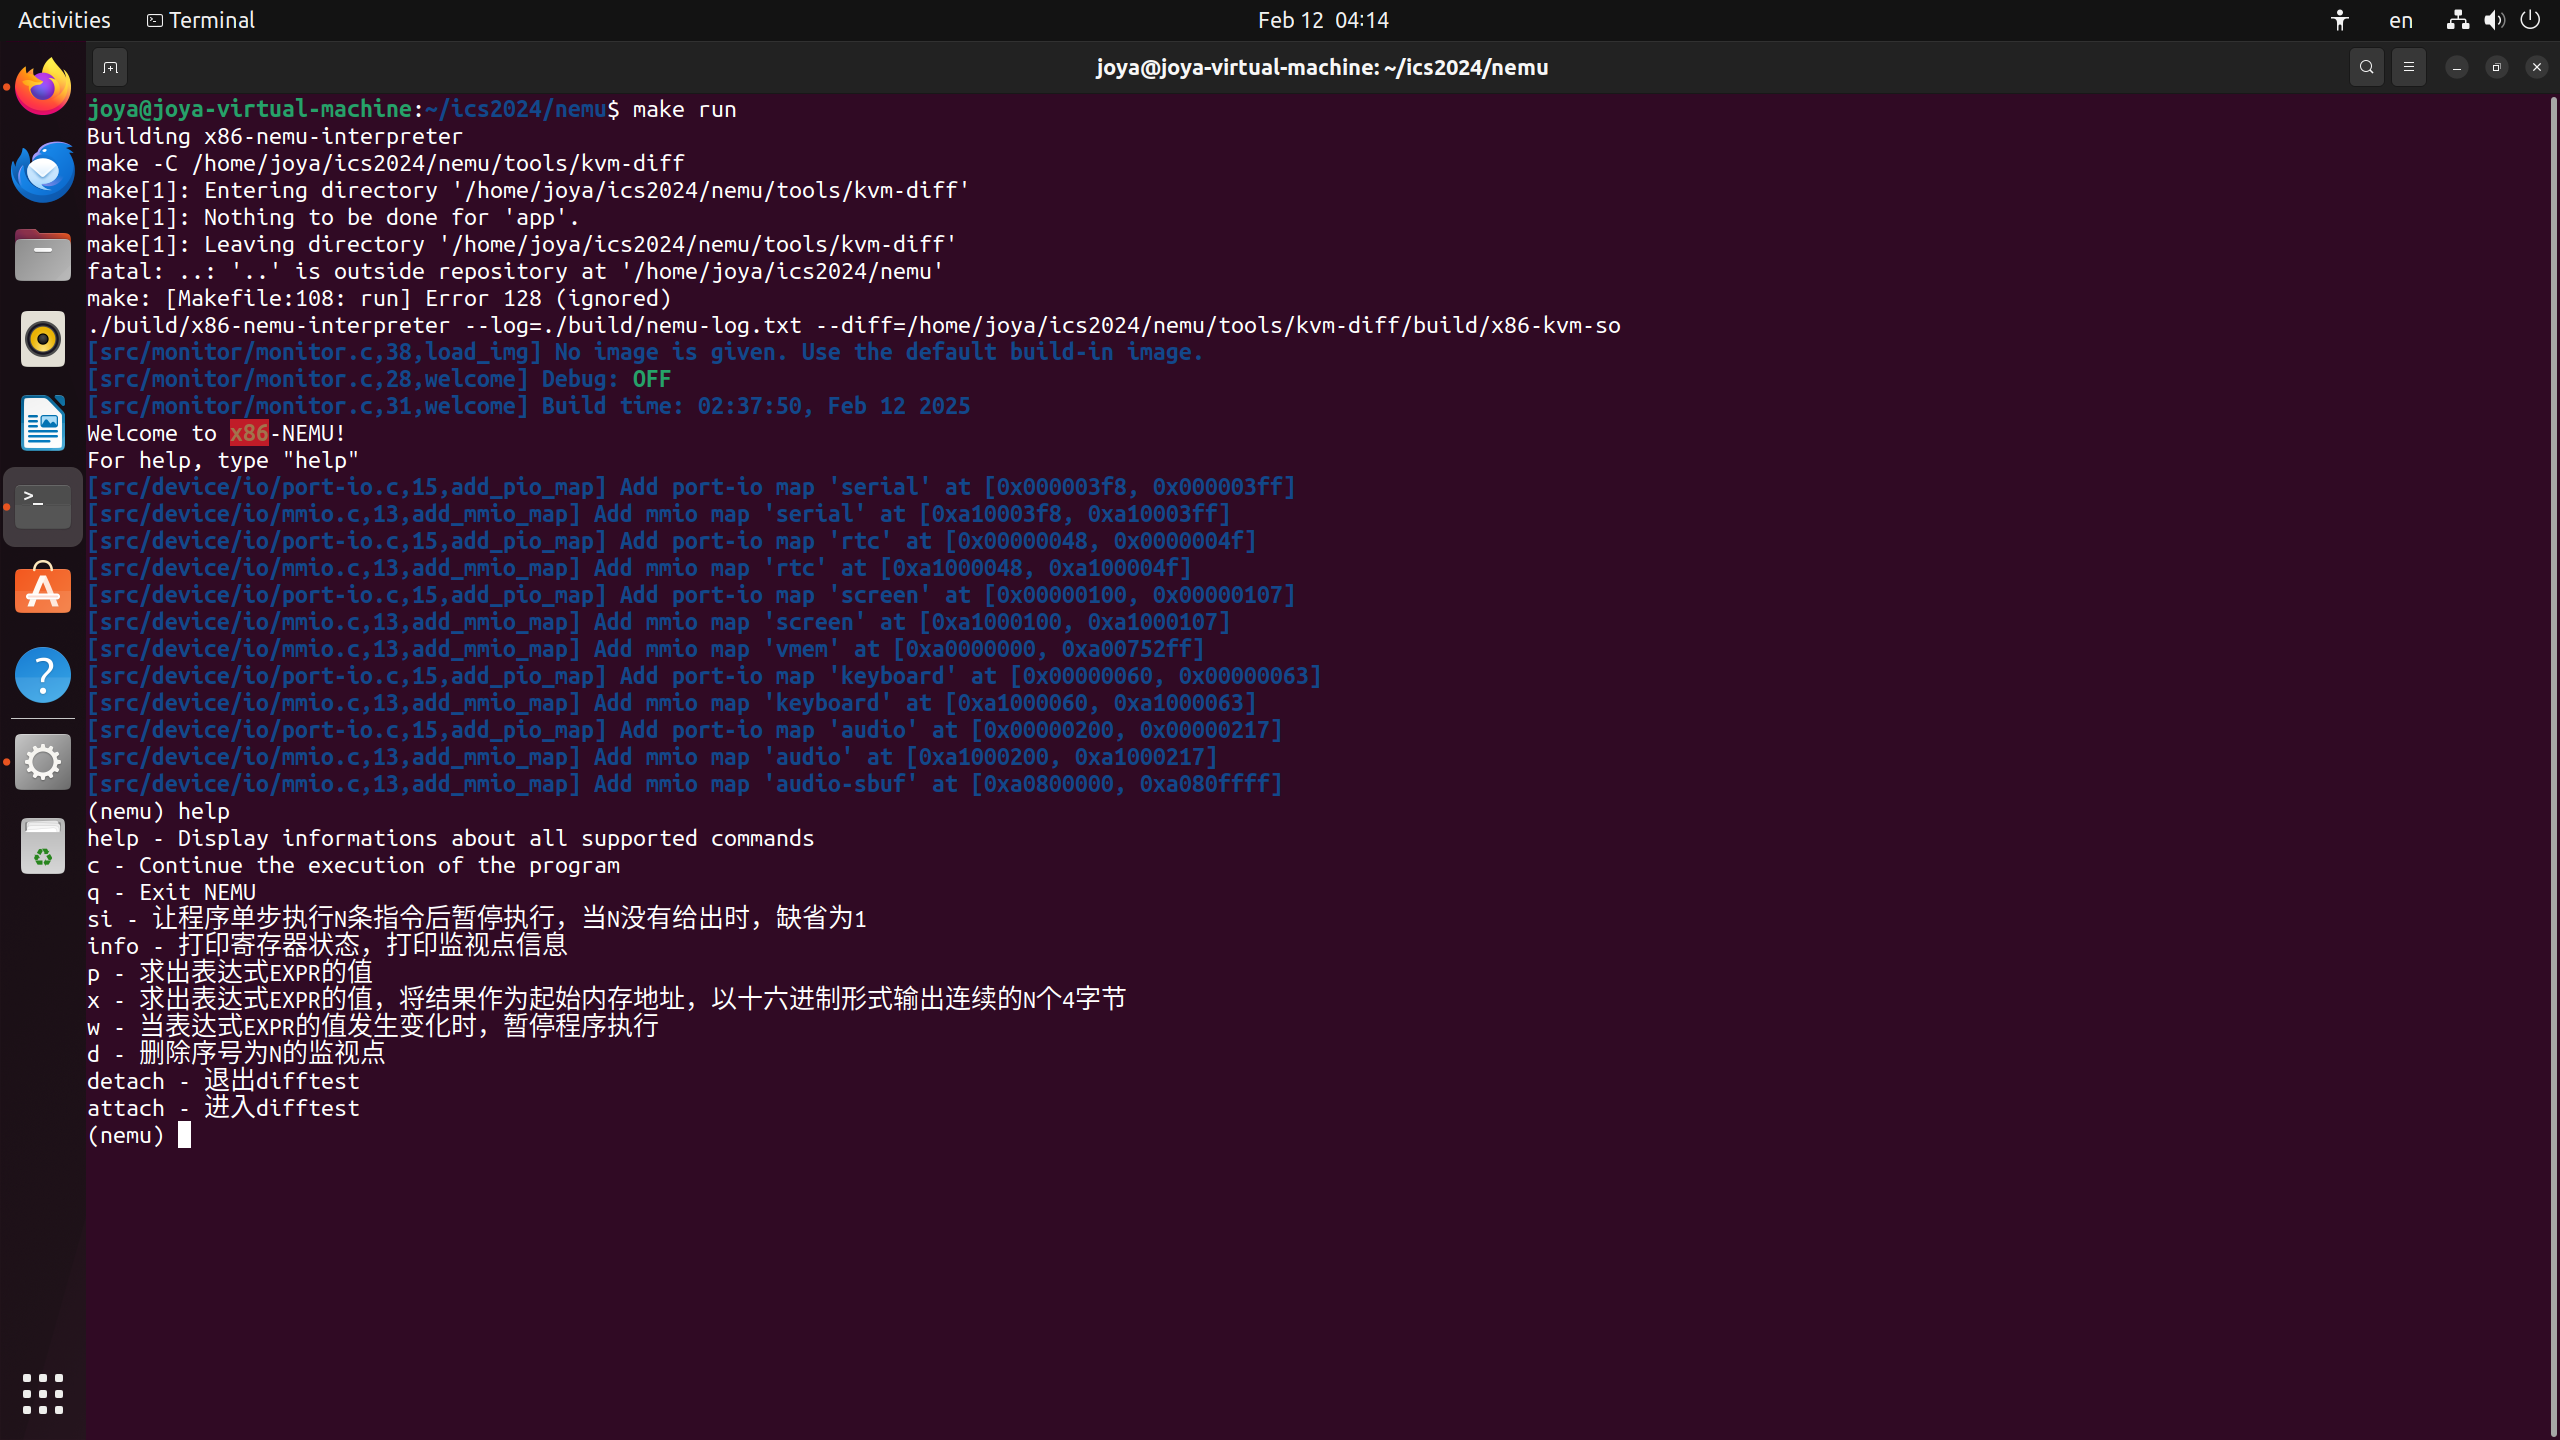 Activities
Terminal
Feb 12  04:14
en
joya@joya-virtual-machine: ~/ics2024/nemu
joya@joya-virtual-machine:~/ics2024/nemu$ make run
Building x86-nemu-interpreter
make -C /home/joya/ics2024/nemu/tools/kvm-diff
make[1]: Entering directory '/home/joya/ics2024/nemu/tools/kvm-diff'
make[1]: Nothing to be done for 'app'.
make[1]: Leaving directory '/home/joya/ics2024/nemu/tools/kvm-diff'
fatal: ..: '..' is outside repository at '/home/joya/ics2024/nemu'
make: [Makefile:108: run] Error 128 (ignored)
./build/x86-nemu-interpreter --log=./build/nemu-log.txt --diff=/home/joya/ics2024/nemu/tools/kvm-diff/build/x86-kvm-so
[src/monitor/monitor.c,38,load_img] No image is given. Use the default build-in image.
[src/monitor/monitor.c,28,welcome] Debug: OFF
[src/monitor/monitor.c,31,welcome] Build time: 02:37:50, Feb 12 2025
Welcome to x86-NEMU!
For help, type "help"
[src/device/io/port-io.c,15,add_pio_map] Add port-io map 'serial' at [0x000003f8, 0x000003ff]
[src/device/io/mmio.c,13,add_mmio_map] Add mmio map 'serial' at [0xa10003f8, 0xa10003ff]
[src/device/io/port-io.c,15,add_pio_map] Add port-io map 'rtc' at [0x00000048, 0x0000004f]
[src/device/io/mmio.c,13,add_mmio_map] Add mmio map 'rtc' at [0xa1000048, 0xa100004f]
[src/device/io/port-io.c,15,add_pio_map] Add port-io map 'screen' at [0x00000100, 0x00000107]
[src/device/io/mmio.c,13,add_mmio_map] Add mmio map 'screen' at [0xa1000100, 0xa1000107]
[src/device/io/mmio.c,13,add_mmio_map] Add mmio map 'vmem' at [0xa0000000, 0xa00752ff]
[src/device/io/port-io.c,15,add_pio_map] Add port-io map 'keyboard' at [0x00000060, 0x00000063]
[src/device/io/mmio.c,13,add_mmio_map] Add mmio map 'keyboard' at [0xa1000060, 0xa1000063]
[src/device/io/port-io.c,15,add_pio_map] Add port-io map 'audio' at [0x00000200, 0x00000217]
[src/device/io/mmio.c,13,add_mmio_map] Add mmio map 'audio' at [0xa1000200, 0xa1000217]
[src/device/io/mmio.c,13,add_mmio_map] Add mmio map 'audio-sbuf' at [0xa0800000, 0xa080ffff]
(nemu) help
help - Display informations about all supported commands
c - Continue the execution of the program
q - Exit NEMU
si - 让程序单步执行N条指令后暂停执行，当N没有给出时，缺省为1
info - 打印寄存器状态，打印监视点信息
p - 求出表达式EXPR的值
x - 求出表达式EXPR的值，将结果作为起始内存地址，以十六进制形式输出连续的N个4字节
w - 当表达式EXPR的值发生变化时，暂停程序执行
d - 删除序号为N的监视点
detach - 退出difftest
attach - 进入difftest
(nemu)